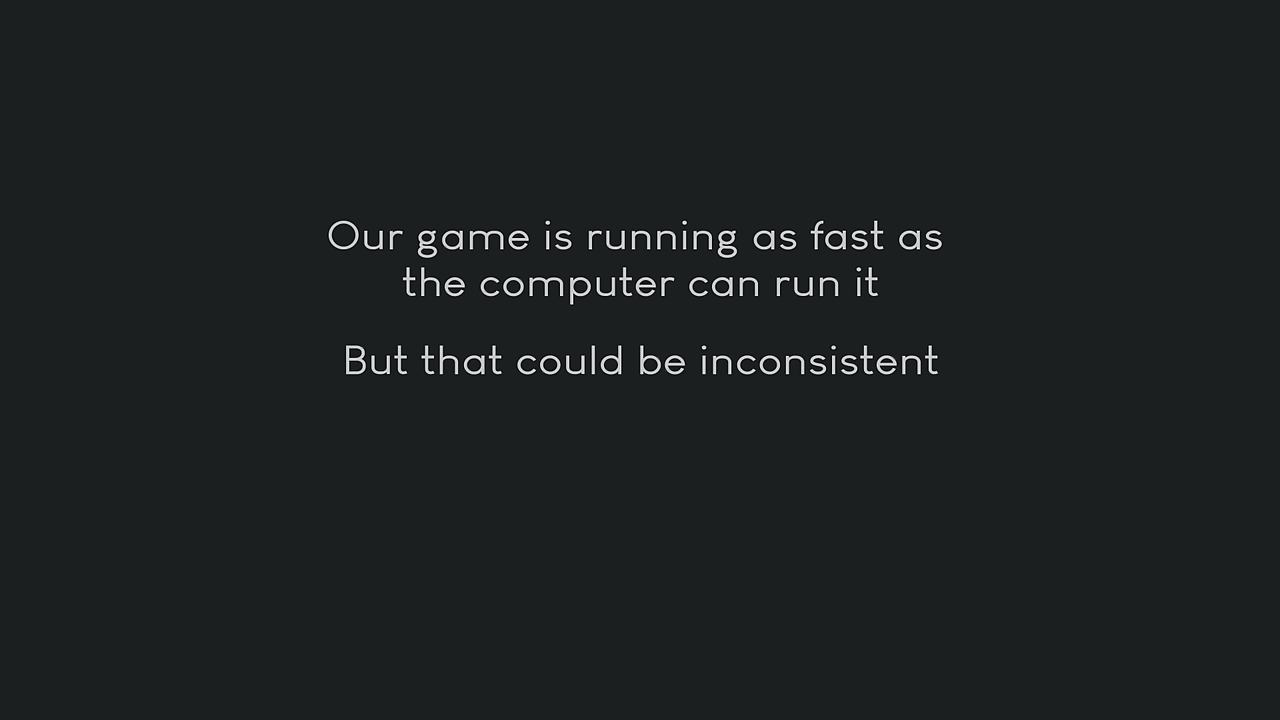 Our game is running as fast as
the computer can run it
But that could be inconsistent